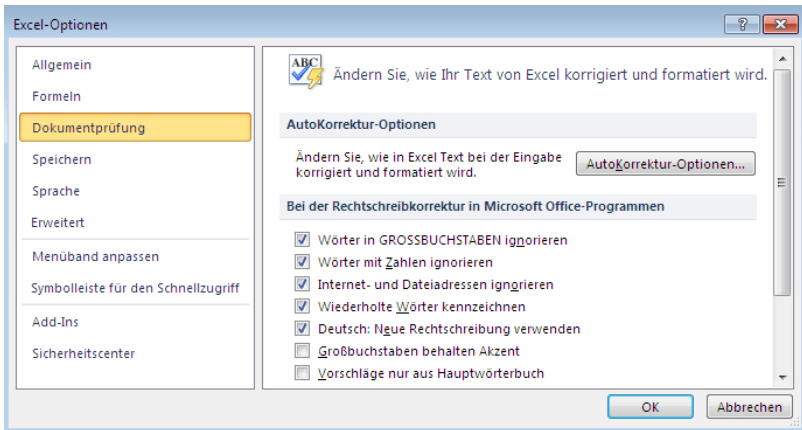 Excel-Optionen
Allgemein
Formeln
Dokumentprüfung
Speichern
Sprache
Erweitert
Menüband anpassen
Symbolleiste für den Schnellzugriff
Add-Ins
Sicherheitscenter
ABC
Ändern Sie, wie Ihr Text von Excel korrigiert und formatiert wird.
AutoKorrektur-Optionen
Ändern Sie, wie in Excel Text bei der Eingabe
korrigiert und formatiert wird.
AutoKorrektur-Optionen...
Bei der Rechtschreibkorrektur in Microsoft Office-Programmen
Wörter in GROSSBUCHSTABEN ignorieren
Wörter mit Zahlen ignorieren
Internet- und Dateiadressen ignorieren
Wiederholte Wörter kennzeichnen
Deutsch: Neue Rechtschreibung verwenden
Großbuchstaben behalten Akzent
Vorschläge nur aus Hauptwörterbuch
OK
Abbrechen